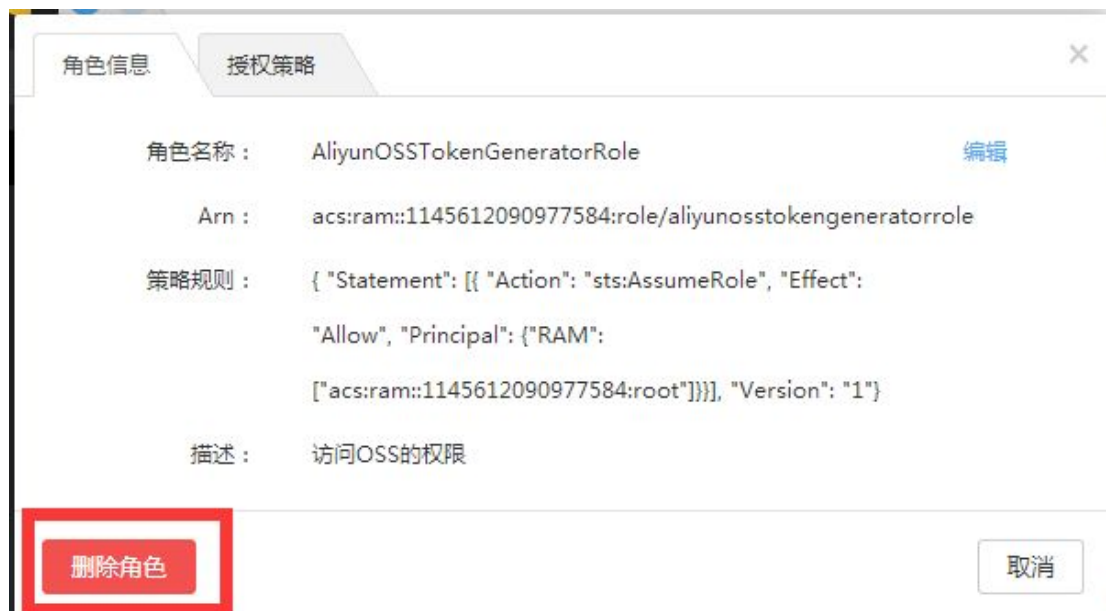 角色信息 授权策略 ×
角色名称： AliyunOSSTokenGeneratorRole 编辑
Arn： acs:ram::1145612090977584:role/aliyunosstokengeneratorrole
策略规则： { "Statement": [{ "Action": "sts:AssumeRole", "Effect":
"Allow", "Principal": {"RAM":
["acs:ram::1145612090977584:root"]}}], "Version": "1"}
描述： 访问OSS的权限
删除角色 取消